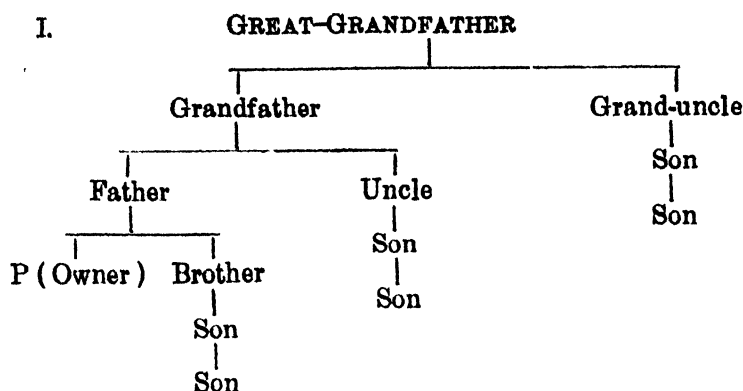 I. GREAT-GRANDFATHER
Grandfather Grand-uncle
Son
Father Uncle Son
Son
P (Owner) Brother Son
Son
Son